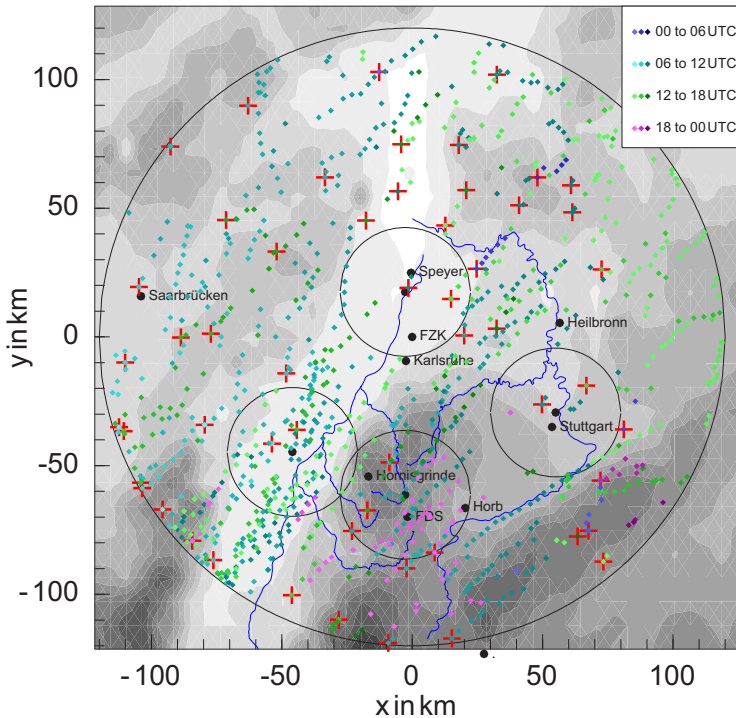 00 to 06 UTC
06 to 12 UTC
12 to 18 UTC
18 to 00 UTC
100
50
0
-50
-100
y in km
Speyer
Saarbrücken
FZK
Heilbronn
Karlsruhe
Stuttgart
Hornisgrinde
Horb
FDS
-100 -50 0 50 100
x in km